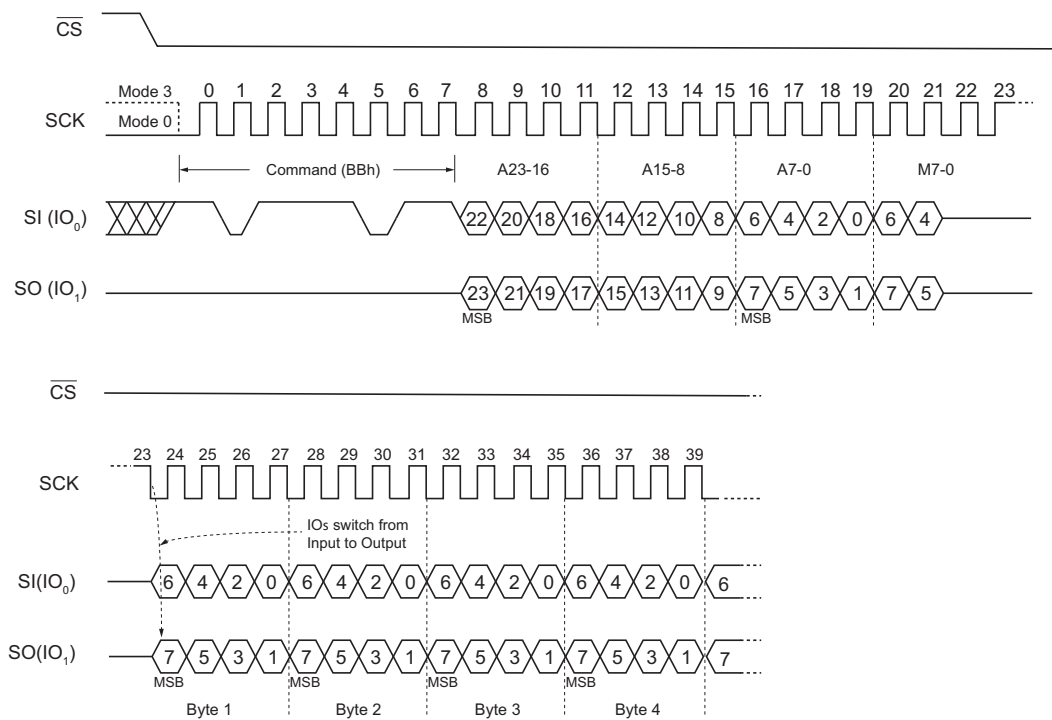 CS
Mode 3
0 1 2 3 4 5 6 7 8 9 10 11 12 13 14 15 16 17 18 19 20 21 22 23
SCK
Mode 0
Command (BBh) A23-16 A15-8 A7-0 M7-0
SI (IO0) 22 20 18 16 14 12 10 8 6 4 2 0 6 4
SO (IO1) 23 21 19 17 15 13 11 9 7 5 3 1 7 5
MSB MSB
CS
23 24 25 26 27 28 29 30 31 32 33 34 35 36 37 38 39
SCK
IOs switch from
Input to Output
SI(IO0) 6 4 2 0 6 4 2 0 6 4 2 0 6 4 2 0 6
SO(IO1) 7 5 3 1 7 5 3 1 7 5 3 1 7 5 3 1 7
MSB MSB MSB MSB
Byte 1 Byte 2 Byte 3 Byte 4